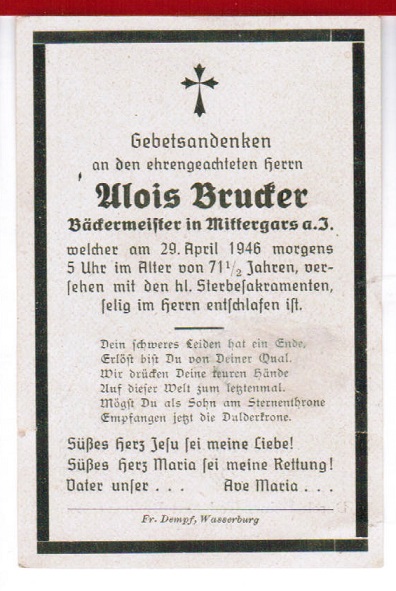 Gebetsandenken
an den ehrengeachteten Herrn
Alois Brucker
Bäckermeister in Mittergars a.J.
welcher am 29. April 1946 morgens
5 Uhr im Alter von 71 1/2 Jahren, ver-
sehen mit den hl. Sterbesakramenten,
selig im Herrn entschlafen ist.
Dein schweres Leiden hat ein Ende,
Erlöst bist Du von Deiner Qual.
Wir drücken Deine teuren Hände
Auf dieser Welt zum letztenmal.
Mögst Du als Sohn am Sternenthrone
Empfangen jetzt die Dulderkrone.
Süßes Herz Jesu sei meine Liebe!
Süßes Herz Maria sei meine Rettung!
Vater unser . . . Ave Maria . . .
Fr. Dempf, Wasserburg